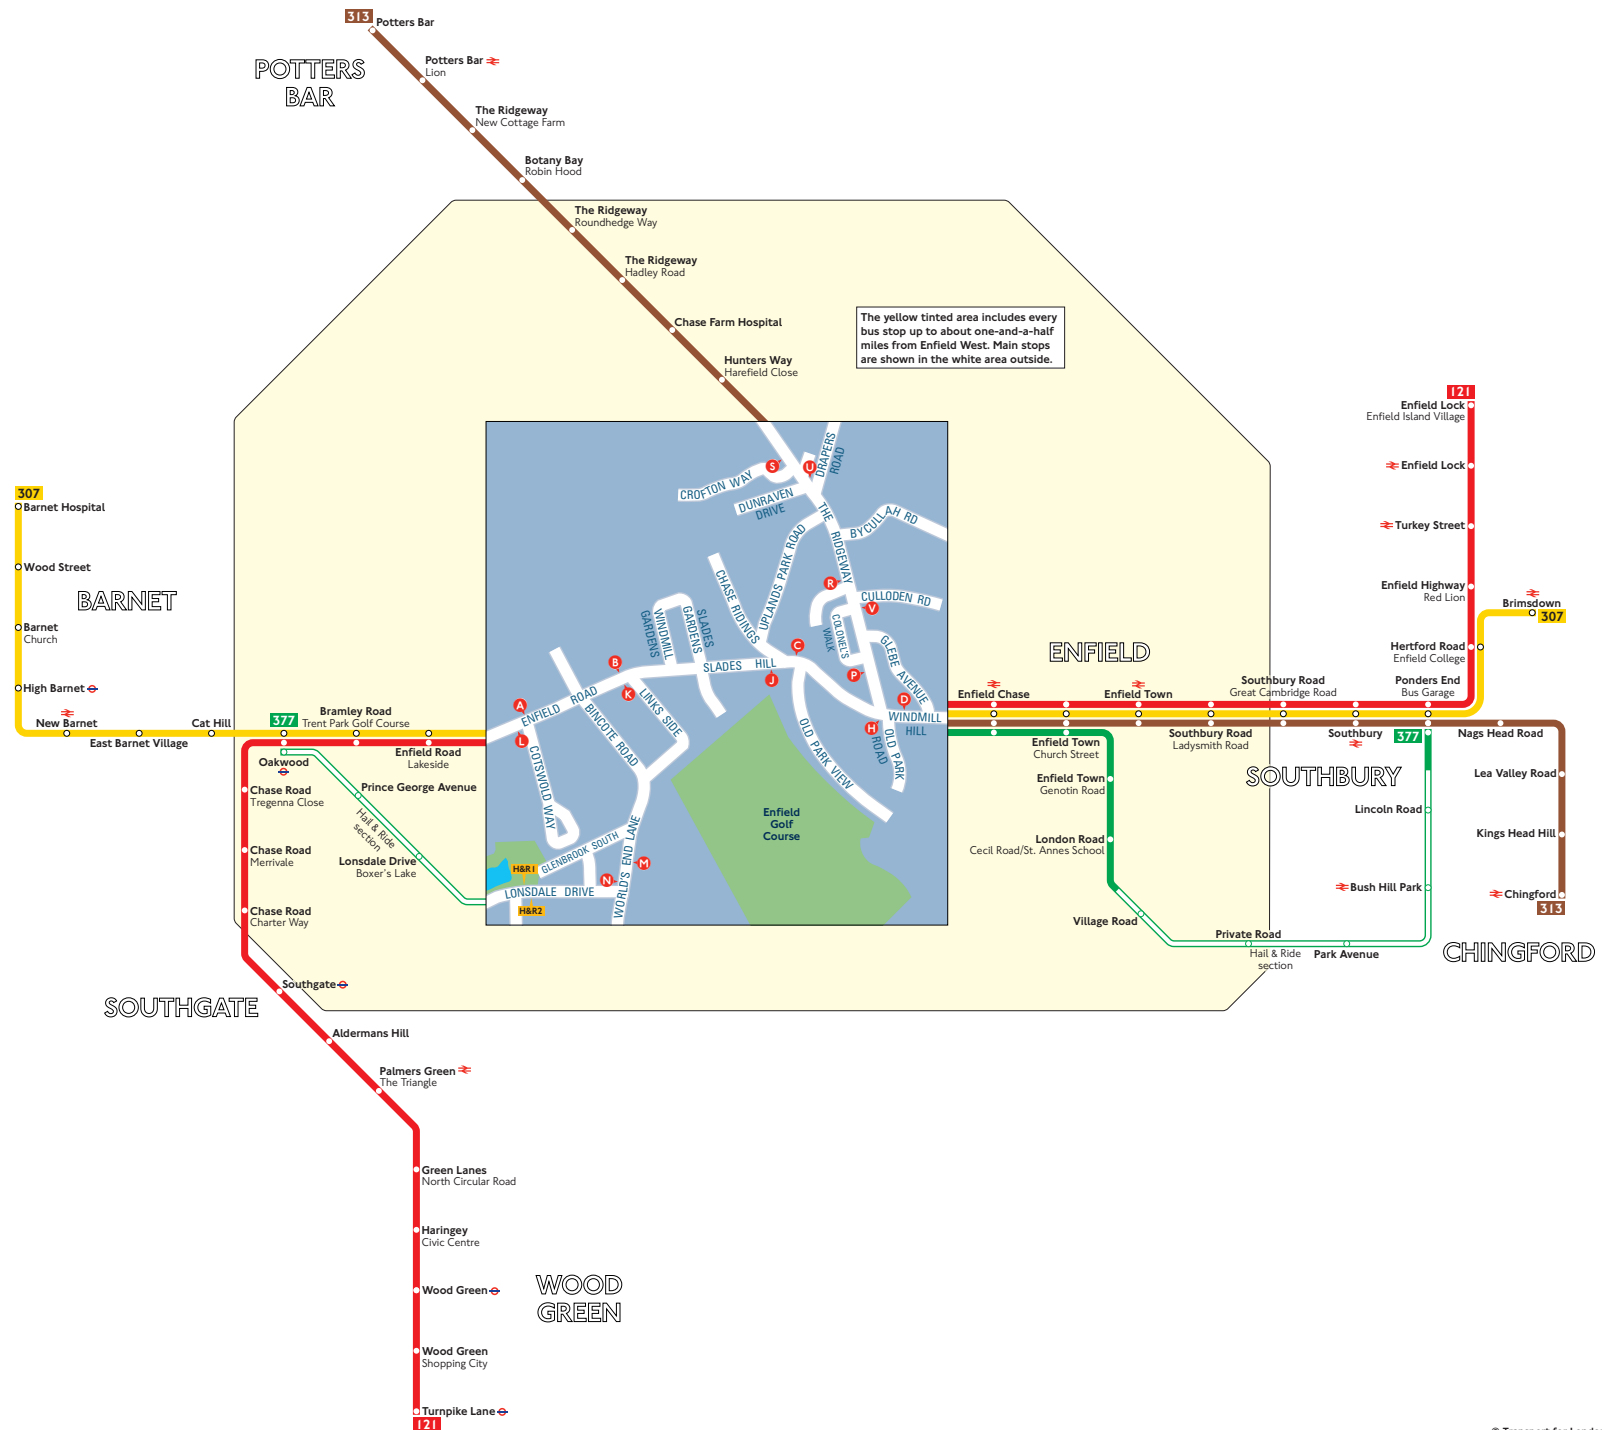 313
Potters Bar
POTTERS
BAR
Potters Bar
Lion
The Ridgeway
New Cottage Farm
Botany Bay
Robin Hood
The Ridgeway
Roundhedge Way
The Ridgeway
Hadley Road
Chase Farm Hospital
Hunters Way
Harefield Close
The yellow tinted area includes every
bus stop up to about one-and-a-half
miles from Enfield West. Main stops
are shown in the white area outside.
121
Enfield Lock
Enfield Island Village
Enfield Lock
Turkey Street
Enfield Highway
Red Lion
Brimsdown
307
Hertford Road
Enfield College
307
Barnet Hospital
Wood Street
BARNET
Barnet
Church
High Barnet
New Barnet
East Barnet Village
Cat Hill
377
Bramley Road
Trent Park Golf Course
Oakwood
Enfield Road
Lakeside
Chase Road
Tregenna Close
Prince George Avenue
Hail & Ride
section
Lonsdale Drive
Boxer's Lake
Chase Road
Merrivale
Chase Road
Charter Way
Southgate
SOUTHGATE
Aldermans Hill
Palmers Green
The Triangle
Green Lanes
North Circular Road
Haringey
Civic Centre
Wood Green
WOOD
GREEN
Wood Green
Shopping City
Turnpike Lane
121
S
U
DRAPERS
ROAD
CROFTON WAY
DUNRAVEN
DRIVE
THE RIDGEWAY
BYCULLAH RD
UPLANDS PARK ROAD
CHASE RIDINGS
R
V
CULLODEN RD
COLONEL'S
WALK
WINDMILL
GARDENS
SLADES
GARDENS
GLEBE AVENUE
C
B
SLADES HILL
J
P
K
LINKS SIDE
D
A
ENFIELD ROAD
BINCOTE ROAD
WINDMILL
HILL
H
OLD PARK
ROAD
OLD PARK VIEW
L
COTSWOLD WAY
Enfield
Golf
Course
GLENBROOK SOUTH
WORLD'S END LANE
M
N
H&R1
LONSDALE DRIVE
H&R2
ENFIELD
Enfield Chase
Enfield Town
Southbury Road
Great Cambridge Road
Ponders End
Bus Garage
Enfield Town
Church Street
Southbury Road
Ladysmith Road
Southbury
377
Nags Head Road
SOUTHBURY
Enfield Town
Genotin Road
London Road
Cecil Road/St. Annes School
Village Road
Private Road
Hail & Ride
section
Park Avenue
Lincoln Road
Bush Hill Park
Lea Valley Road
Kings Head Hill
Chingford
313
CHINGFORD